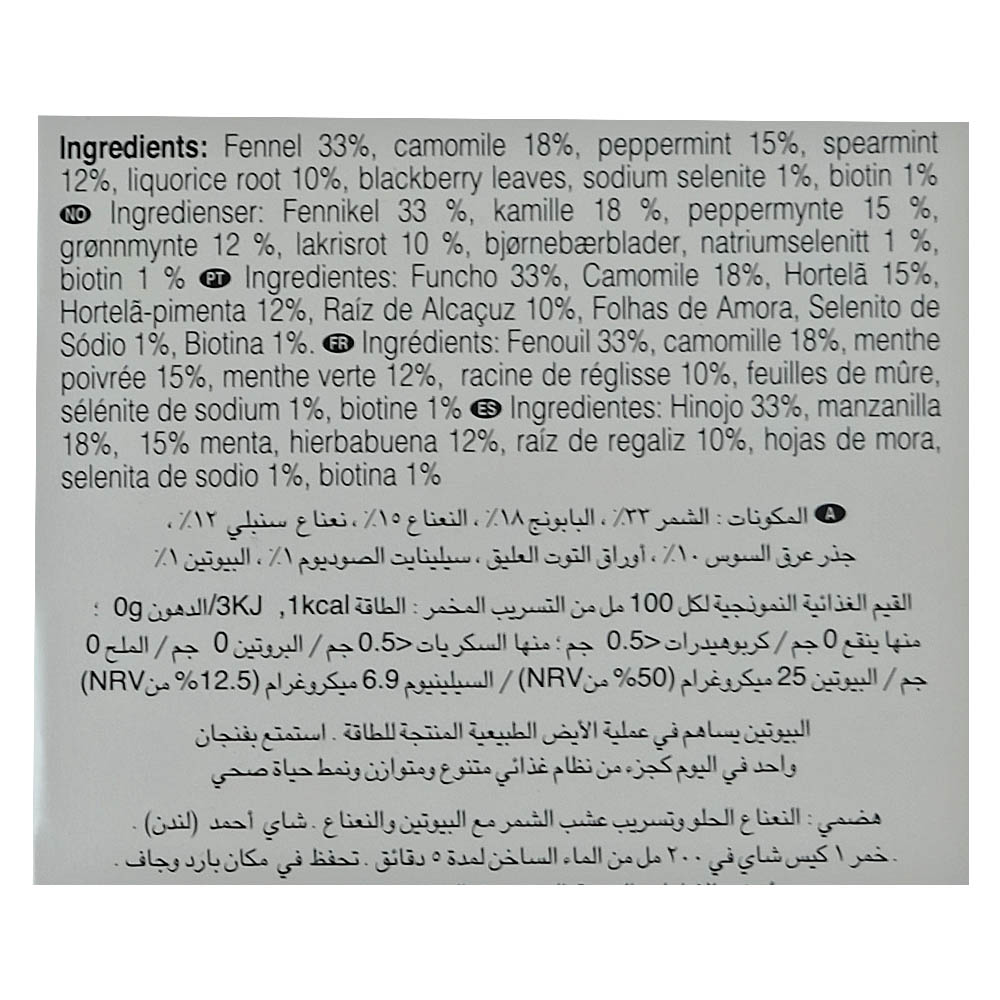 Ingredients: Fennel 33%, camomile 18%, peppermint 15%, spearmint
12%, liquorice root 10%, blackberry leaves, sodium selenite 1%, biotin 1%
NO Ingredienser: Fennikel 33 %, kamille 18 %, peppermynte 15 %,
grønnmynte 12 %, lakrisrot 10 %, bjørnebærblader, natriumselenitt 1 %,
biotin 1 % PT Ingredientes: Funcho 33%, Camomile 18%, Hortelã 15%,
Hortelã-pimenta 12%, Raíz de Alcaçuz 10%, Folhas de Amora, Selenito de
Sódio 1%, Biotina 1%. FR Ingrédients: Fenouil 33%, camomille 18%, menthe
poivrée 15%, menthe verte 12%, racine de réglisse 10%, feuilles de mûre,
sélénite de sodium 1%, biotine 1% ES Ingredientes: Hinojo 33%, manzanilla
18%, 15% menta, hierbabuena 12%, raíz de regaliz 10%, hojas de mora,
selenita de sodio 1%, biotina 1%
A المكونات : الشمر ٣٣٪ ، البابونج ١٨٪ ، النعناع ١٥٪ ، نعناع سنبلي ١٢٪ ،
جذر عرق السوس ١٠٪ ، أوراق التوت العليق ، سيلينايت الصوديوم ١٪ ، البيوتين ١٪
القيم الغذائية النموذجية لكل 100 مل من التسريب المخمر : الطاقة 1kcal, 3KJ/الدهون 0g ؛
منها ينقع 0 جم / كربوهيدرات <0.5 جم ؛ منها السكريات <0.5 جم / البروتين 0 جم / الملح 0
جم / البيوتين 25 ميكروغرام (50% من NRV) / السيلينيوم 6.9 ميكروغرام (12.5% من NRV)
البيوتين يساهم في عملية الأيض الطبيعية المنتجة للطاقة . استمتع بفنجان
واحد في اليوم كجزء من نظام غذائي متنوع ومتوازن ونمط حياة صحي
هضمي : النعناع الحلو وتسريب عشب الشمر مع البيوتين والنعناع . شاي أحمد (لندن) .
. خمر ١ كيس شاي في ٢٠٠ مل من الماء الساخن لمدة ٥ دقائق . تحفظ في مكان بارد وجاف .